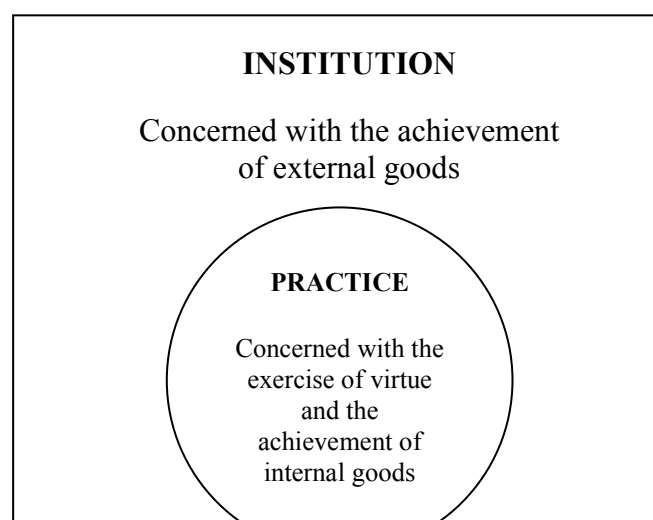 INSTITUTION
Concerned with the achievement
of external goods
PRACTICE
Concerned with the
exercise of virtue
and the
achievement of
internal goods